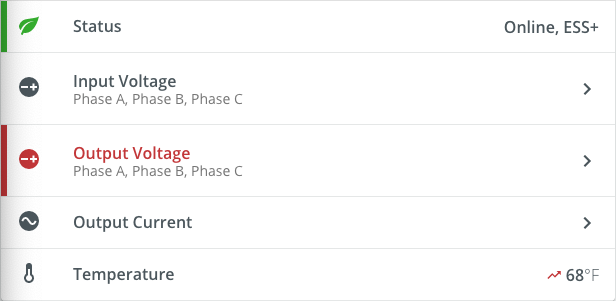 Status
Online, ESS+
Input Voltage
Phase A, Phase B, Phase C
Output Voltage
Phase A, Phase B, Phase C
Output Current
Temperature
68°F